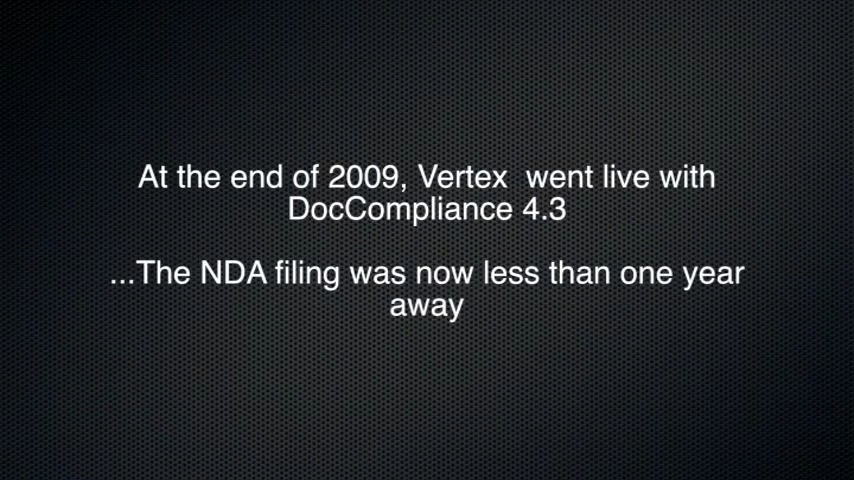 At the end of 2009, Vertex  went live with
DocCompliance 4.3
...The NDA filing was now less than one year
away